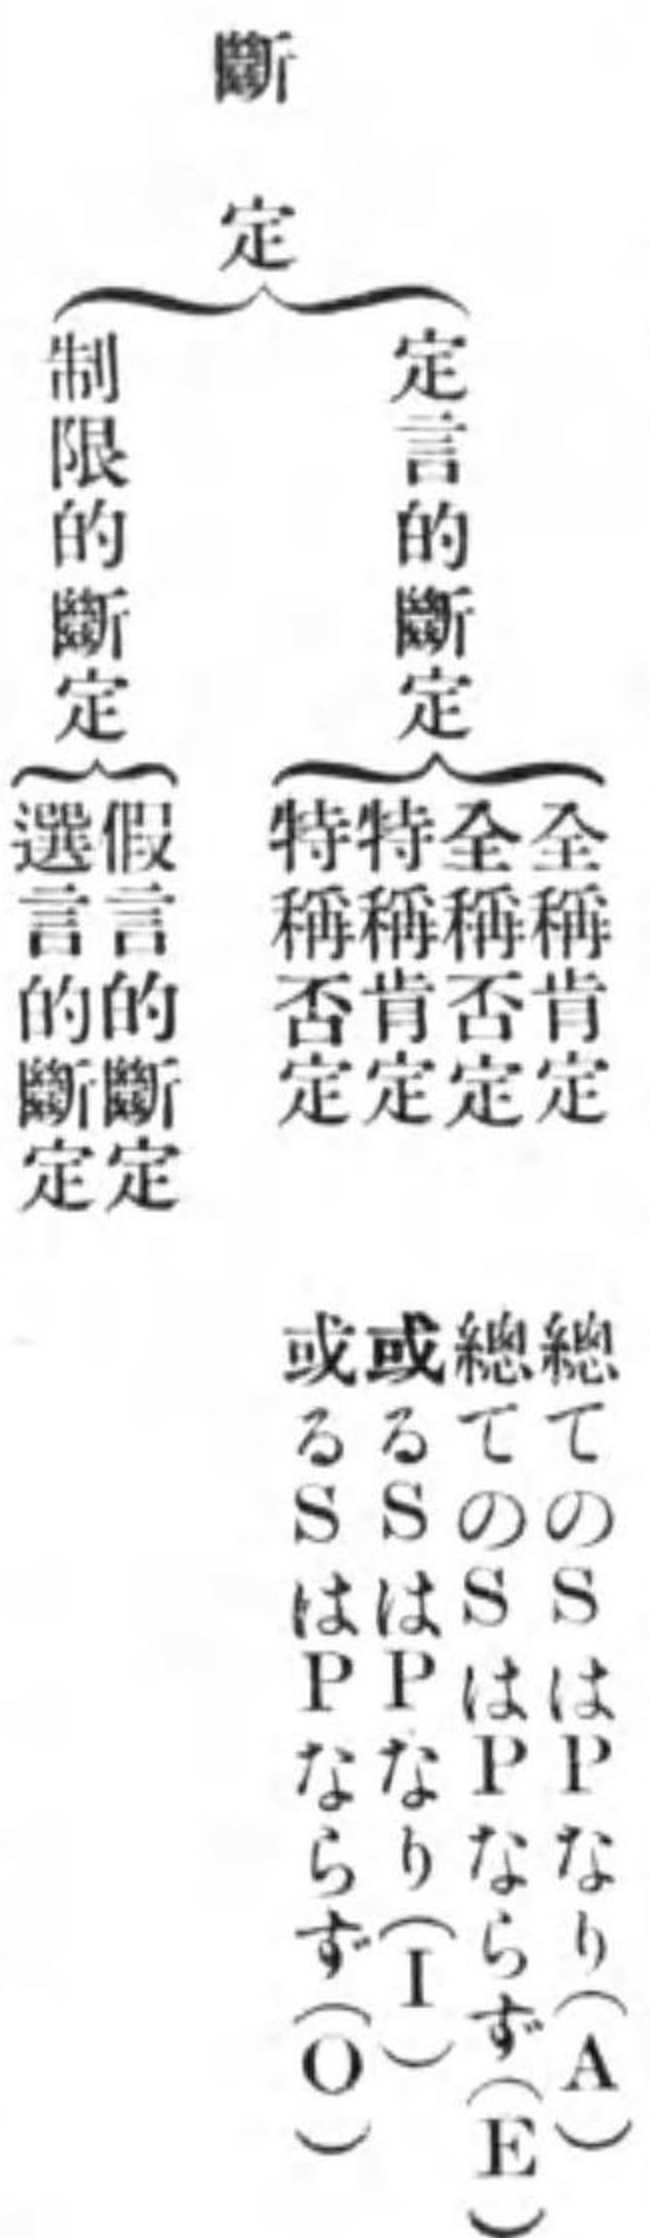 斷定
定言的斷定
全稱肯定 總てのSはPなり(A)
全稱否定 總てのSはPならず(E)
特稱肯定 或るSはPなり(I)
特稱否定 或るSはPならず(O)
制限的斷定
假言的斷定
選言的斷定